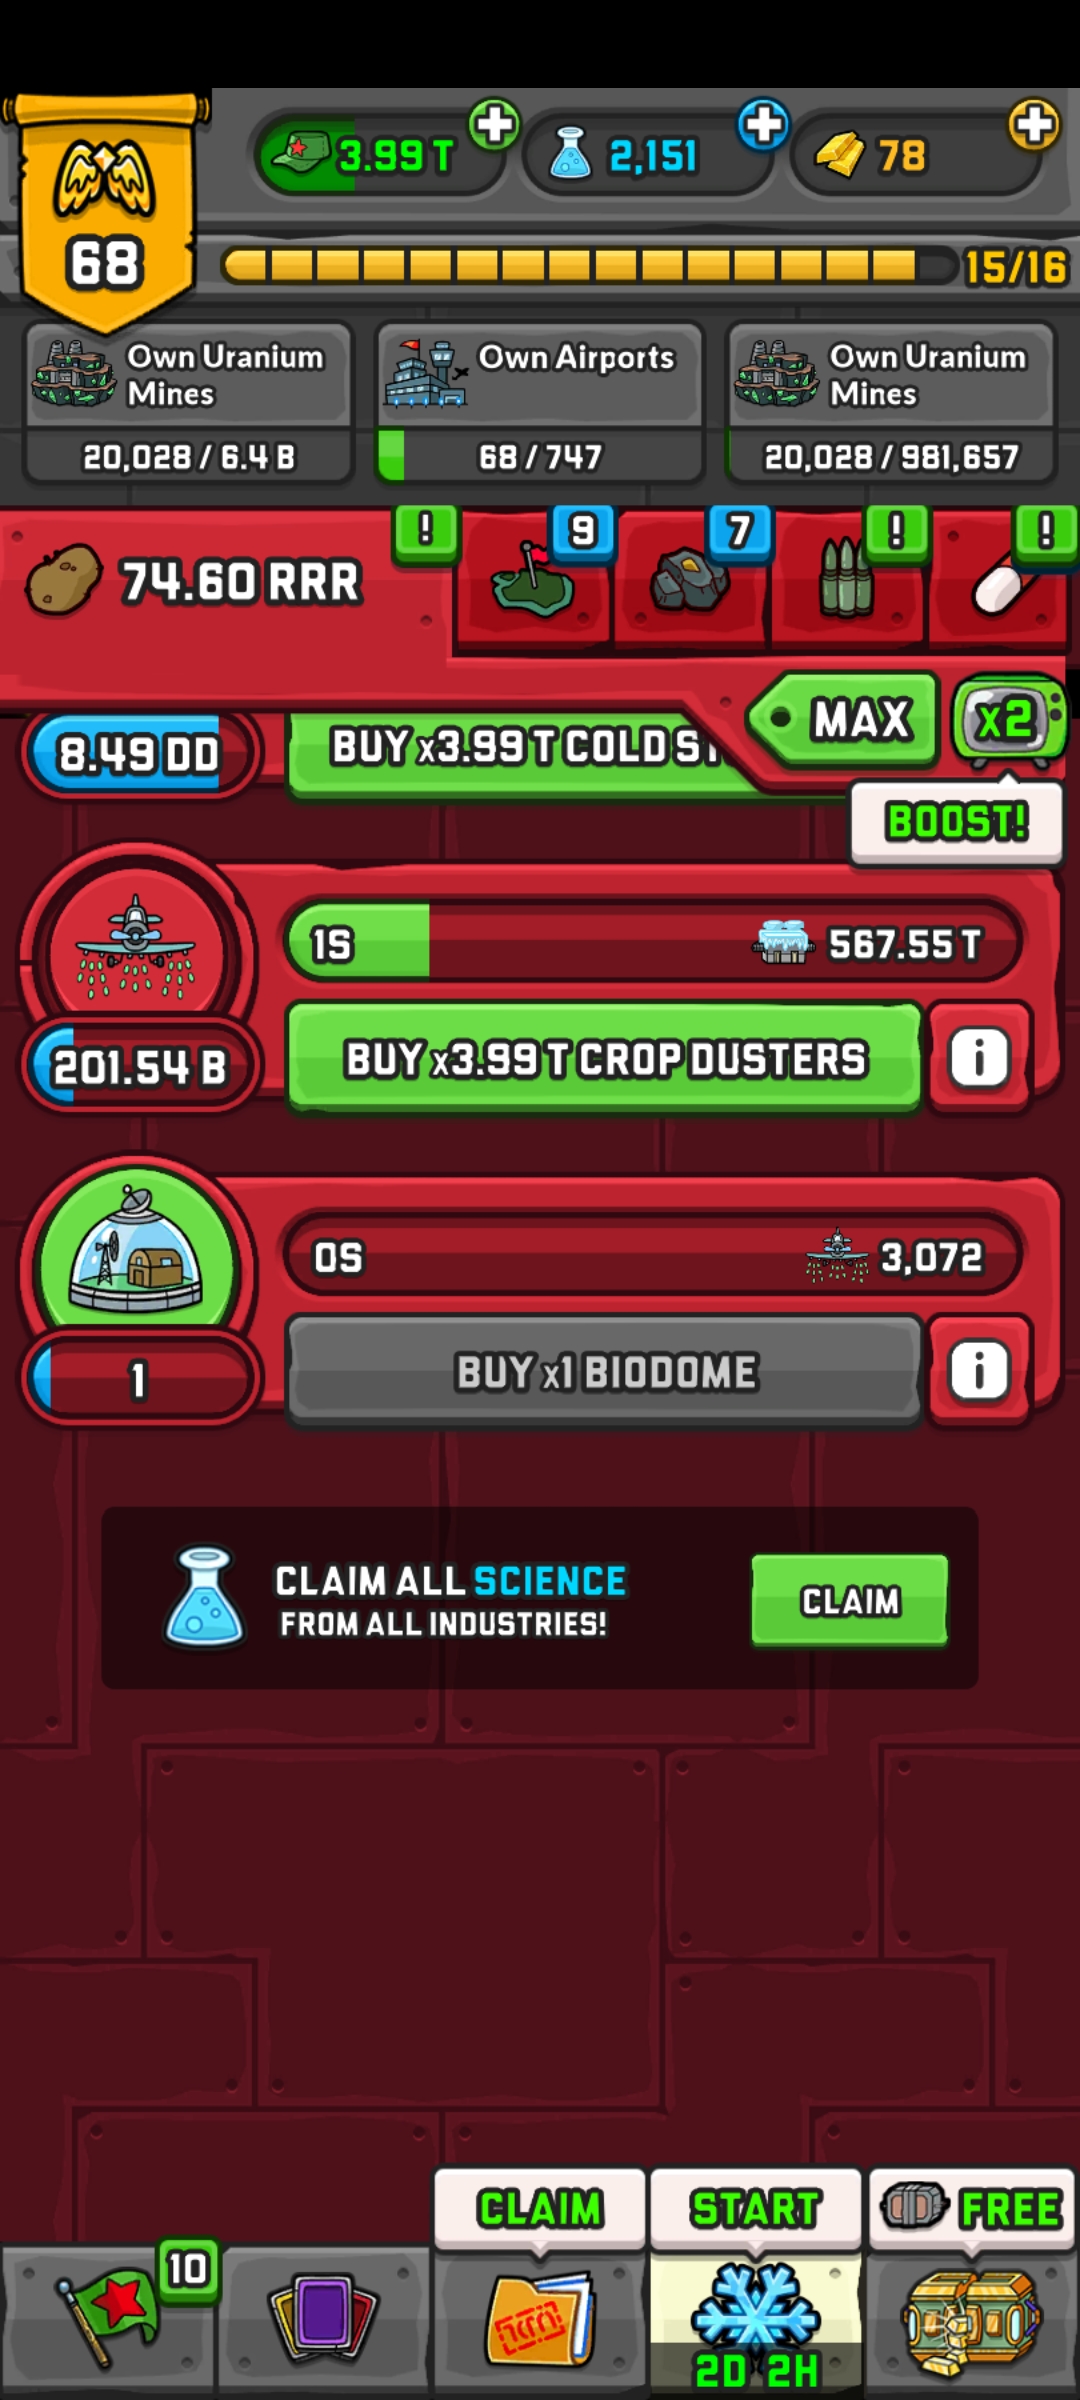 3.99 T
2,151
78
68
15/16
Own Uranium
Mines
20,028 / 6.4 B
Own Airports
68 / 747
Own Uranium
Mines
20,028 / 981,657
74.60 RRR
!
9
7
!
!
MAX
x2
BOOST!
8.49 DD
BUY x3.99 T COLD
1S
567.55 T
201.54 B
BUY x3.99 T CROP DUSTERS
i
0S
3,072
1
BUY x1 BIODOME
i
CLAIM ALL SCIENCE
FROM ALL INDUSTRIES!
CLAIM
CLAIM
START
FREE
10
2D 2H